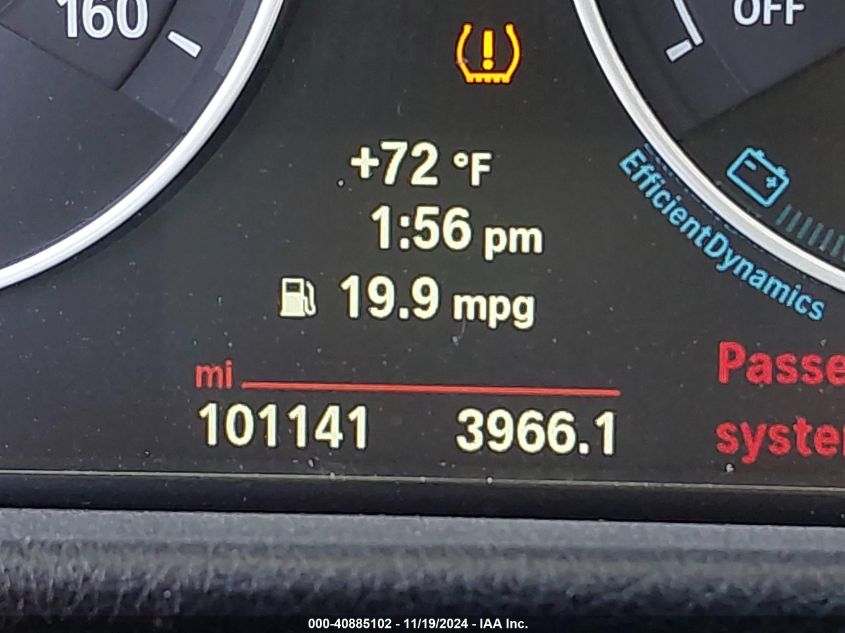 160
OFF
+72 °F
1:56 pm
19.9 mpg
EfficientDynamics
mi
101141 3966.1
Passe
system
000-40885102 - 11/19/2024 - IAA Inc.